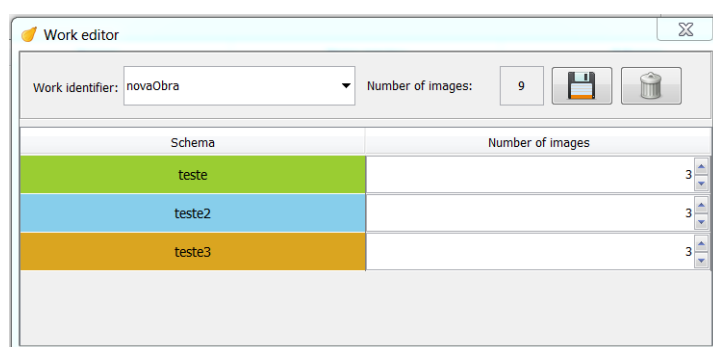 Work editor
Work identifier: novaObra Number of images: 9
Schema Number of images
teste 3
teste2 3
teste3 3